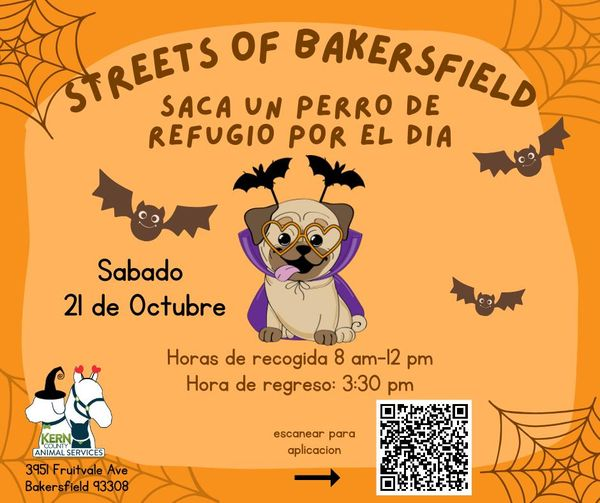 STREETS OF BAKERSFIELD
SACA UN PERRO DE
REFUGIO POR EL DIA
Sabado
21 de Octubre
Horas de recogida 8 am-12 pm
Hora de regreso: 3:30 pm
escanear para
aplicacion
KERN
COUNTY
ANIMAL SERVICES
3951 Fruitvale Ave
Bakersfield 93308